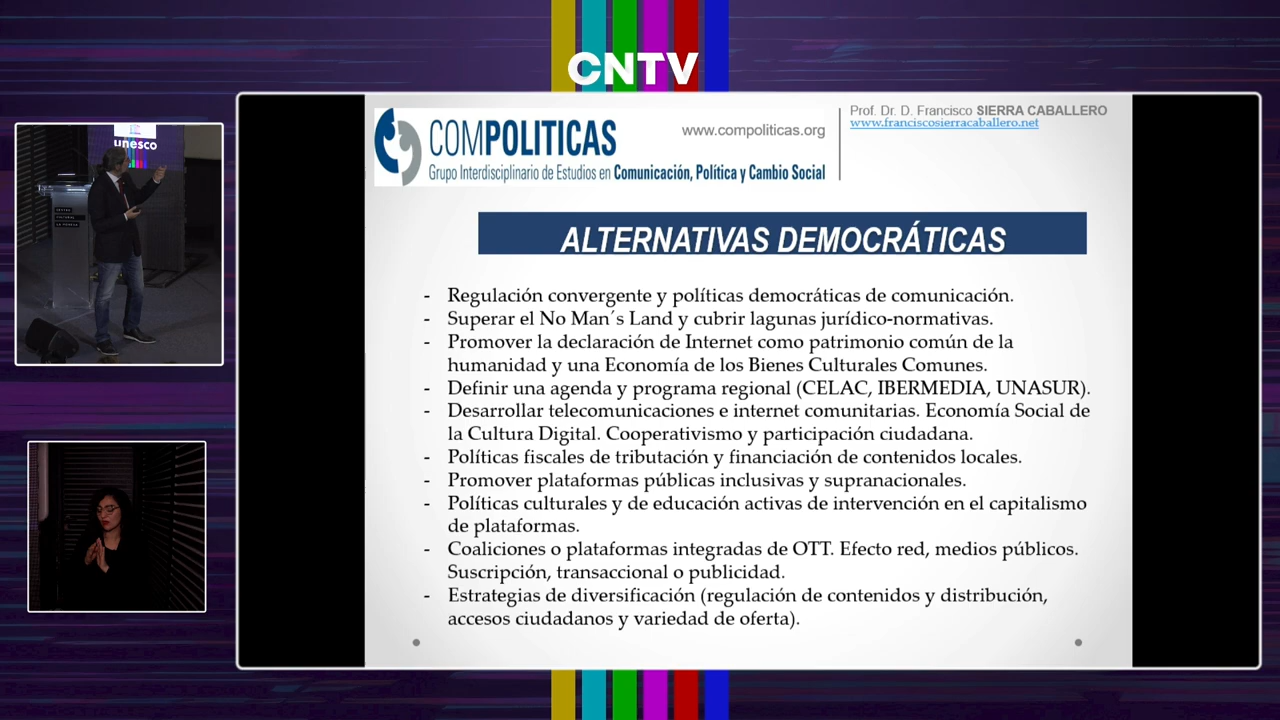 CNTV
unesco
CENTRO
CULTURAL
LA MONEDA
COMPOLITICAS
www.compoliticas.org
Grupo Interdisciplinario de Estudios en Comunicación, Política y Cambio Social
Prof. Dr. D. Francisco SIERRA CABALLERO
www.franciscosierracaballero.net
ALTERNATIVAS DEMOCRÁTICAS
- Regulación convergente y políticas democráticas de comunicación.
- Superar el No Man´s Land y cubrir lagunas jurídico-normativas.
- Promover la declaración de Internet como patrimonio común de la
humanidad y una Economía de los Bienes Culturales Comunes.
- Definir una agenda y programa regional (CELAC, IBERMEDIA, UNASUR).
- Desarrollar telecomunicaciones e internet comunitarias. Economía Social de
la Cultura Digital. Cooperativismo y participación ciudadana.
- Políticas fiscales de tributación y financiación de contenidos locales.
- Promover plataformas públicas inclusivas y supranacionales.
- Políticas culturales y de educación activas de intervención en el capitalismo
de plataformas.
- Coaliciones o plataformas integradas de OTT. Efecto red, medios públicos.
Suscripción, transaccional o publicidad.
- Estrategias de diversificación (regulación de contenidos y distribución,
accesos ciudadanos y variedad de oferta).